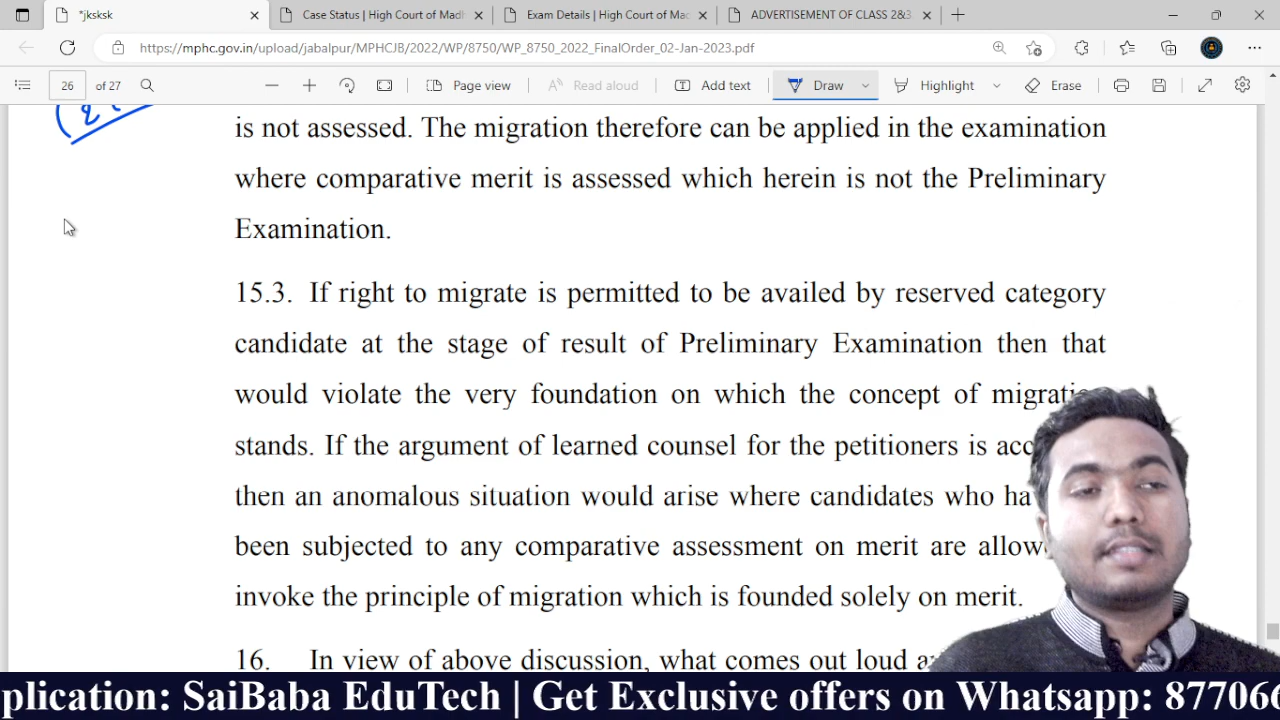 *jksksk
Case Status | High Court of Madh
Exam Details | High Court of Mad
ADVERTISEMENT OF CLASS 2&3
https://mphc.gov.in/upload/jabalpur/MPHCJB/2022/WP/8750/WP_8750_2022_FinalOrder_02-Jan-2023.pdf
26 of 27
Page view
Read aloud
Add text
Draw
Highlight
Erase
is not assessed. The migration therefore can be applied in the examination
where comparative merit is assessed which herein is not the Preliminary
Examination.
15.3. If right to migrate is permitted to be availed by reserved category
candidate at the stage of result of Preliminary Examination then that
would violate the very foundation on which the concept of
stands. If the argument of learned counsel for the petitioners is
then an anomalous situation would arise where candidates who
been subjected to any comparative assessment on merit are
invoke the principle of migration which is founded solely on merit.
16. In view of above discussion, what comes out loud
plication: SaiBaba EduTech | Get Exclusive offers on Whatsapp: 877066